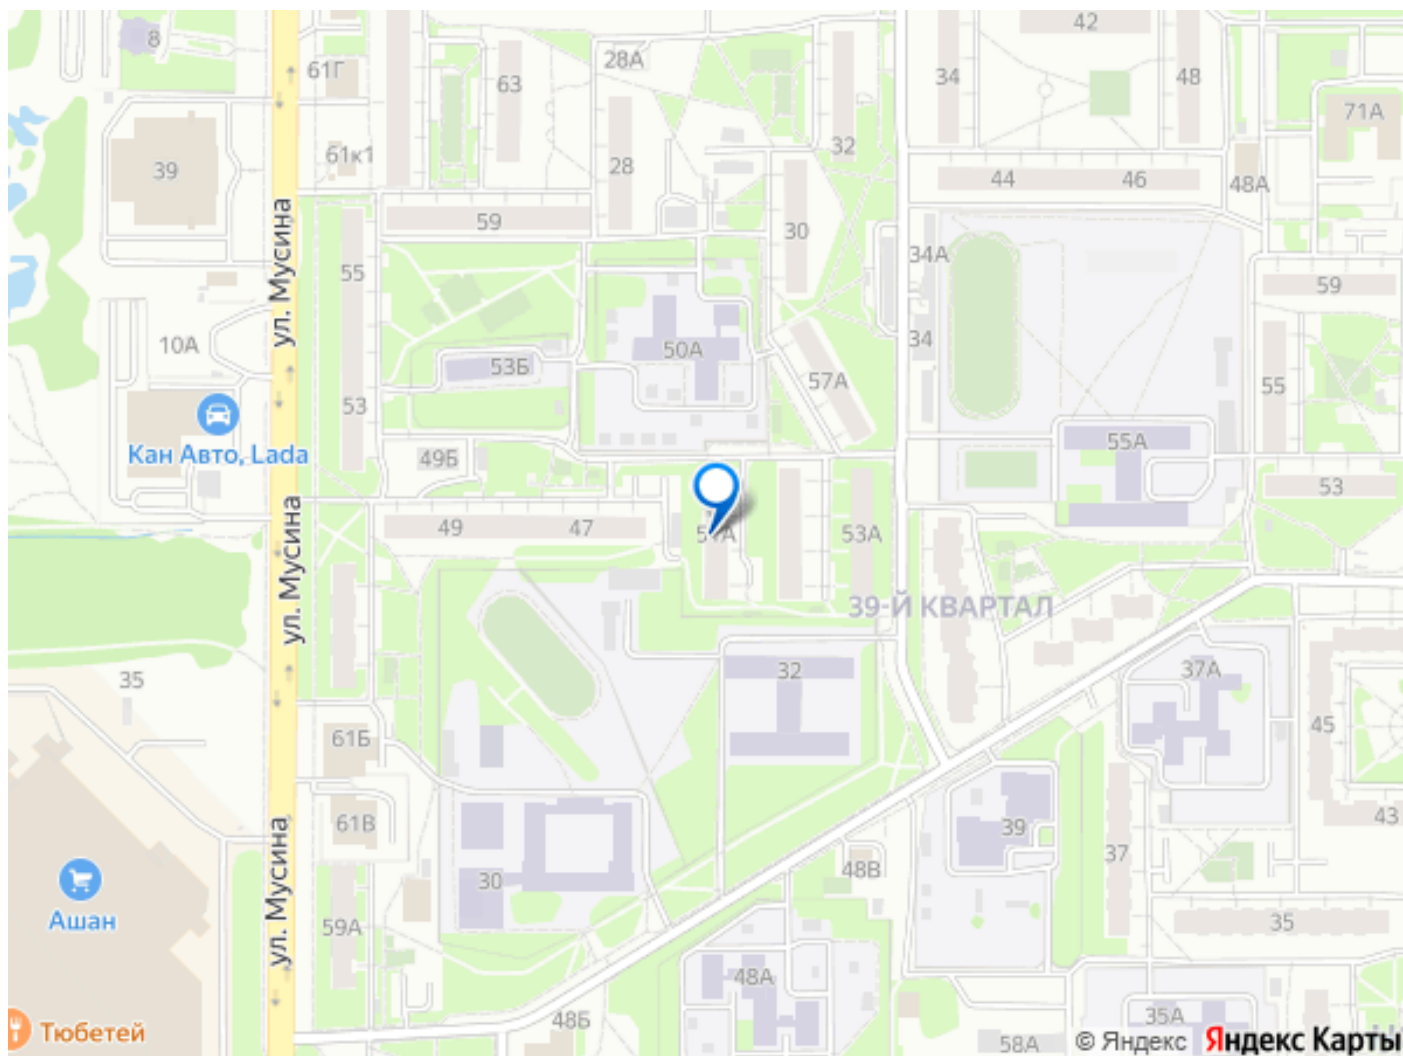 8
61Г
63
28А
42
34
48
71А
39
61к1
28
32
44
46
48А
ул. Мусина
55
59
30
34А
59
10А
53Б
50А
57А
34
55
53
Кан Авто, Lada
49Б
55А
53
ул. Мусина
49
47
53А
39-Й КВАРТАЛ
35
32
37А
61Б
45
ул. Мусина
61В
39
43
Ашан
30
48В
37
59А
35
48А
Тюбетей
48Б
58А
35А
© Яндекс
Яндекс Карты